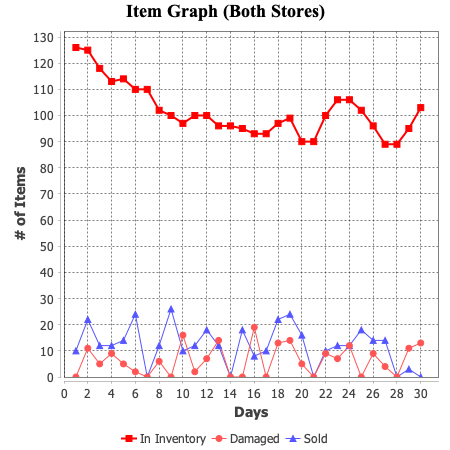 Item Graph (Both Stores)
130
120
110
100
90
80
70
60
50
40
30
20
10
0
# of Items
0 2 4 6 8 10 12 14 16 18 20 22 24 26 28 30
Days
In Inventory Damaged Sold